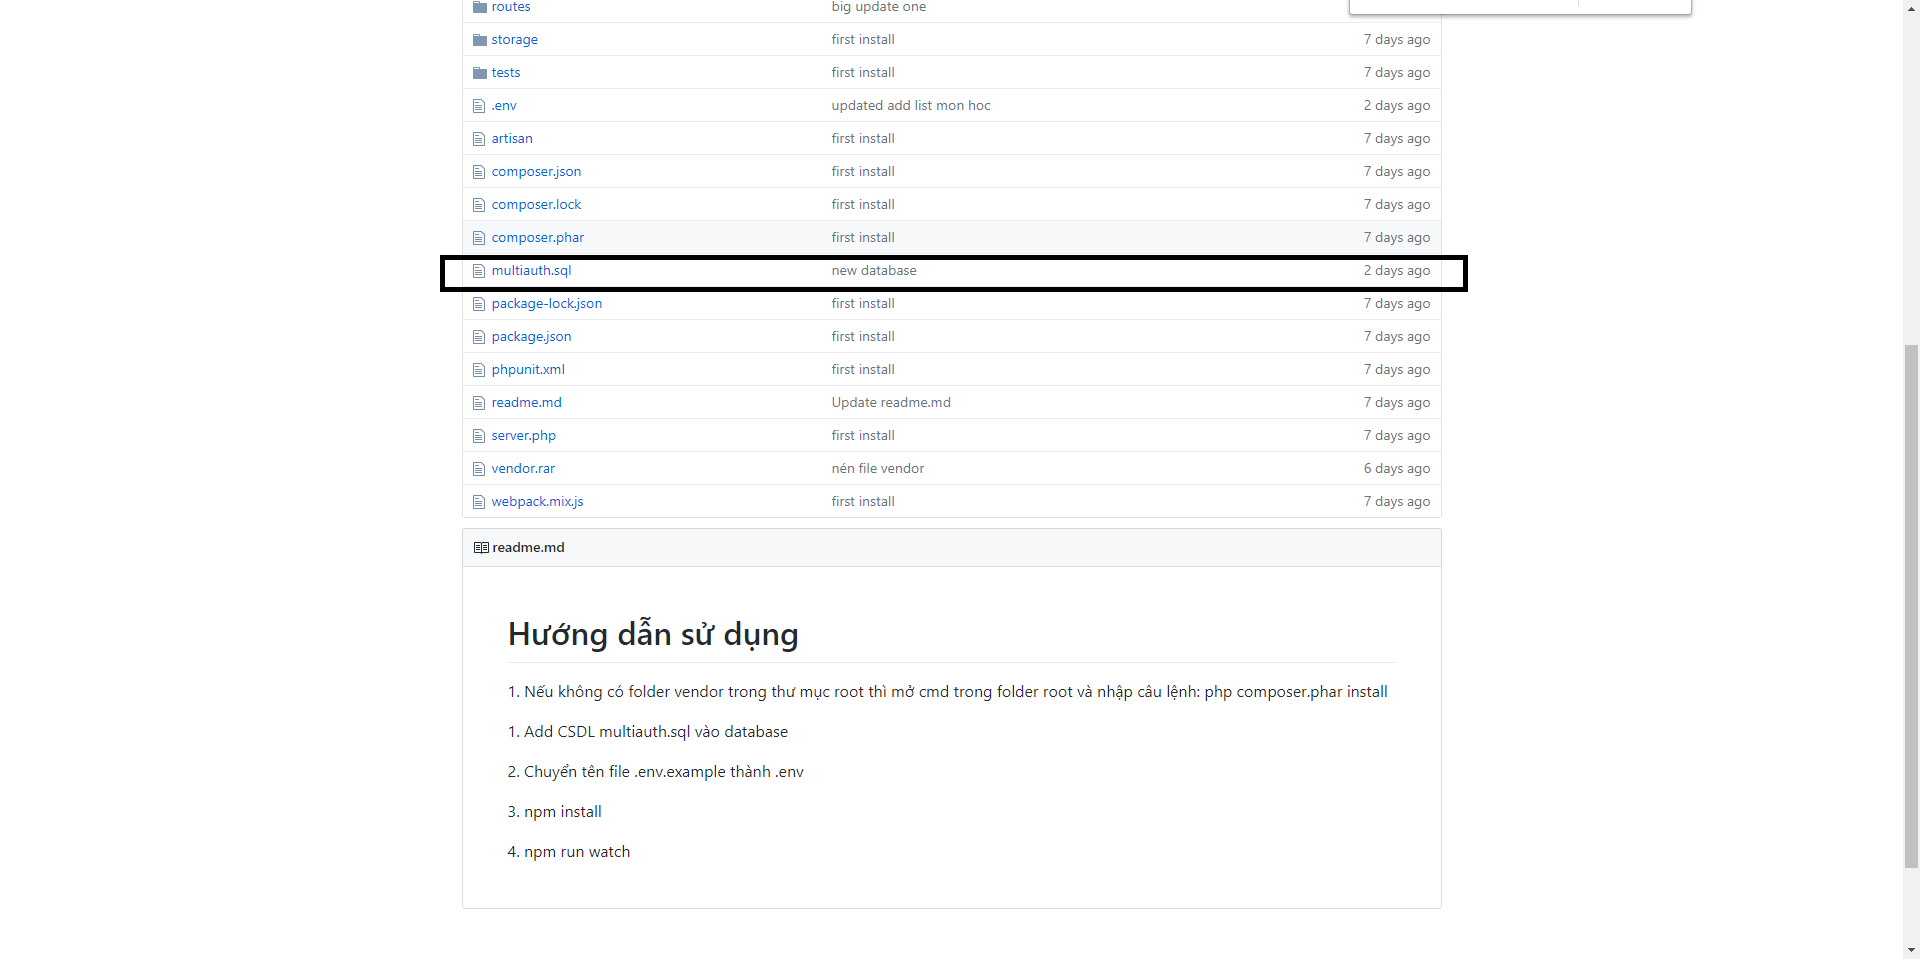 routes big update one
storage first install 7 days ago
tests first install 7 days ago
.env updated add list mon hoc 2 days ago
artisan first install 7 days ago
composer.json first install 7 days ago
composer.lock first install 7 days ago
composer.phar first install 7 days ago
multiauth.sql new database 2 days ago
package-lock.json first install 7 days ago
package.json first install 7 days ago
phpunit.xml first install 7 days ago
readme.md Update readme.md 7 days ago
server.php first install 7 days ago
vendor.rar nén file vendor 6 days ago
webpack.mix.js first install 7 days ago
readme.md
Hướng dẫn sử dụng
1. Nếu không có folder vendor trong thư mục root thì mở cmd trong folder root và nhập câu lệnh: php composer.phar install
1. Add CSDL multiauth.sql vào database
2. Chuyển tên file .env.example thành .env
3. npm install
4. npm run watch